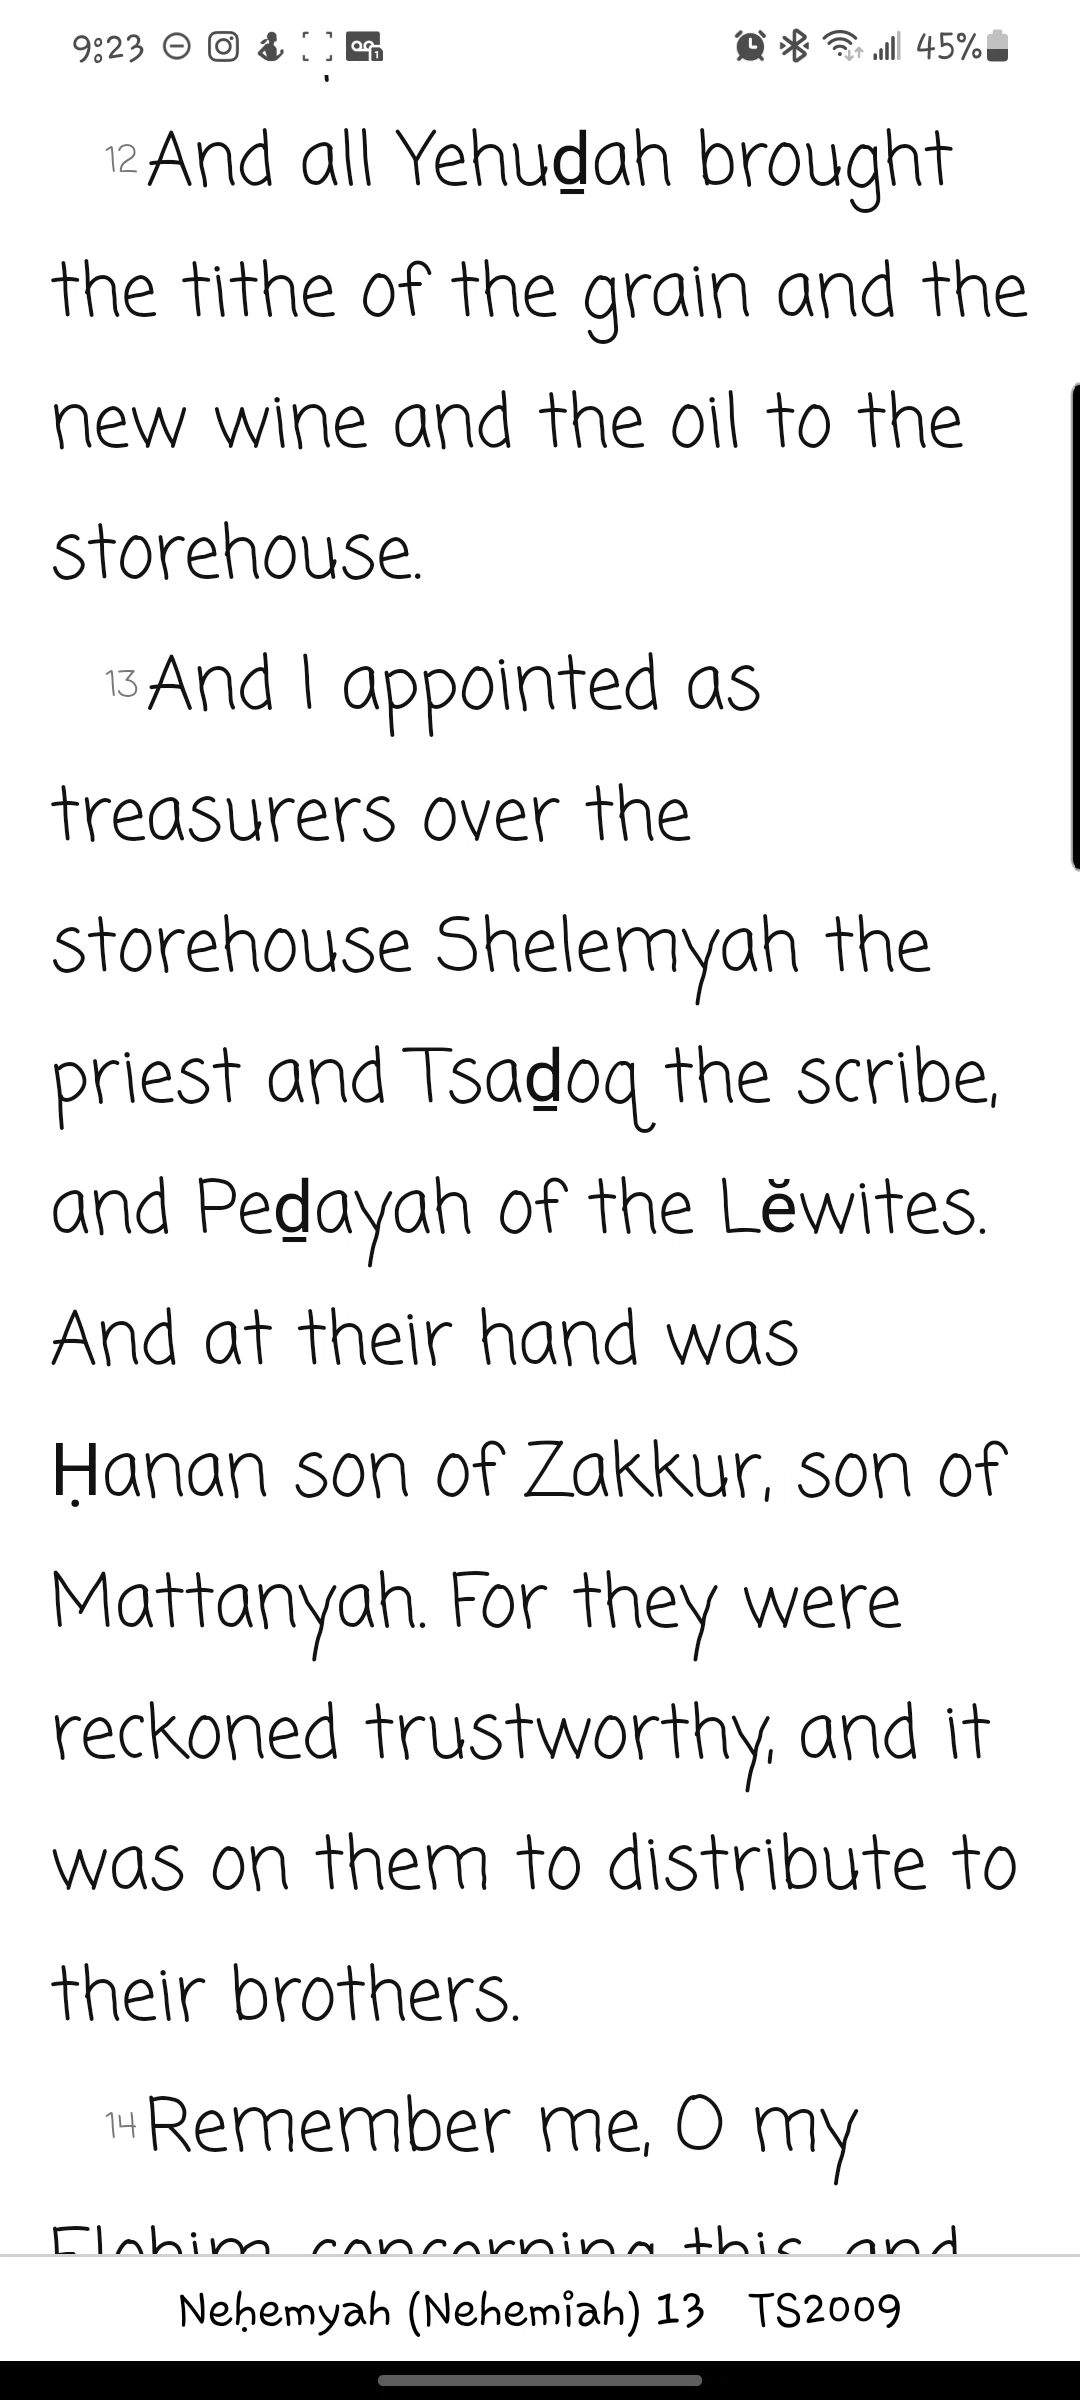 9:23 45%
12 And all Yehuḏah brought
the tithe of the grain and the
new wine and the oil to the
storehouse.
13 And I appointed as
treasurers over the
storehouse Shelemyah the
priest and Tsaḏoq the scribe,
and Peḏayah of the Lĕwites.
And at their hand was
Ḥanan son of Zakkur, son of
Mattanyah. For they were
reckoned trustworthy, and it
was on them to distribute to
their brothers.
14 Remember me, O my
Elohim, concerning this, and
Neḥemyah (Nehemiah) 13 TS2009